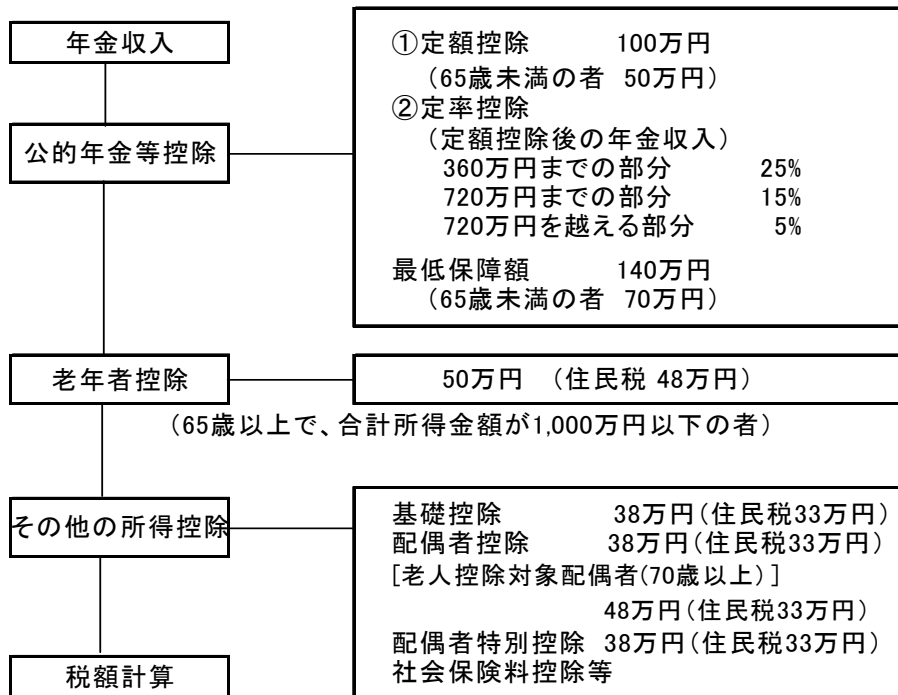 年金収入
①定額控除 100万円
（65歳未満の者 50万円）
②定率控除
（定額控除後の年金収入）
公的年金等控除
360万円までの部分 25%
720万円までの部分 15%
720万円を越える部分 5%
最低保障額 140万円
（65歳未満の者 70万円）
老年者控除
50万円 （住民税 48万円）
（65歳以上で、合計所得金額が1,000万円以下の者）
その他の所得控除
基礎控除 38万円（住民税33万円）
配偶者控除 38万円（住民税33万円）
[老人控除対象配偶者(70歳以上)]
48万円（住民税33万円）
配偶者特別控除 38万円（住民税33万円）
社会保険料控除等
税額計算